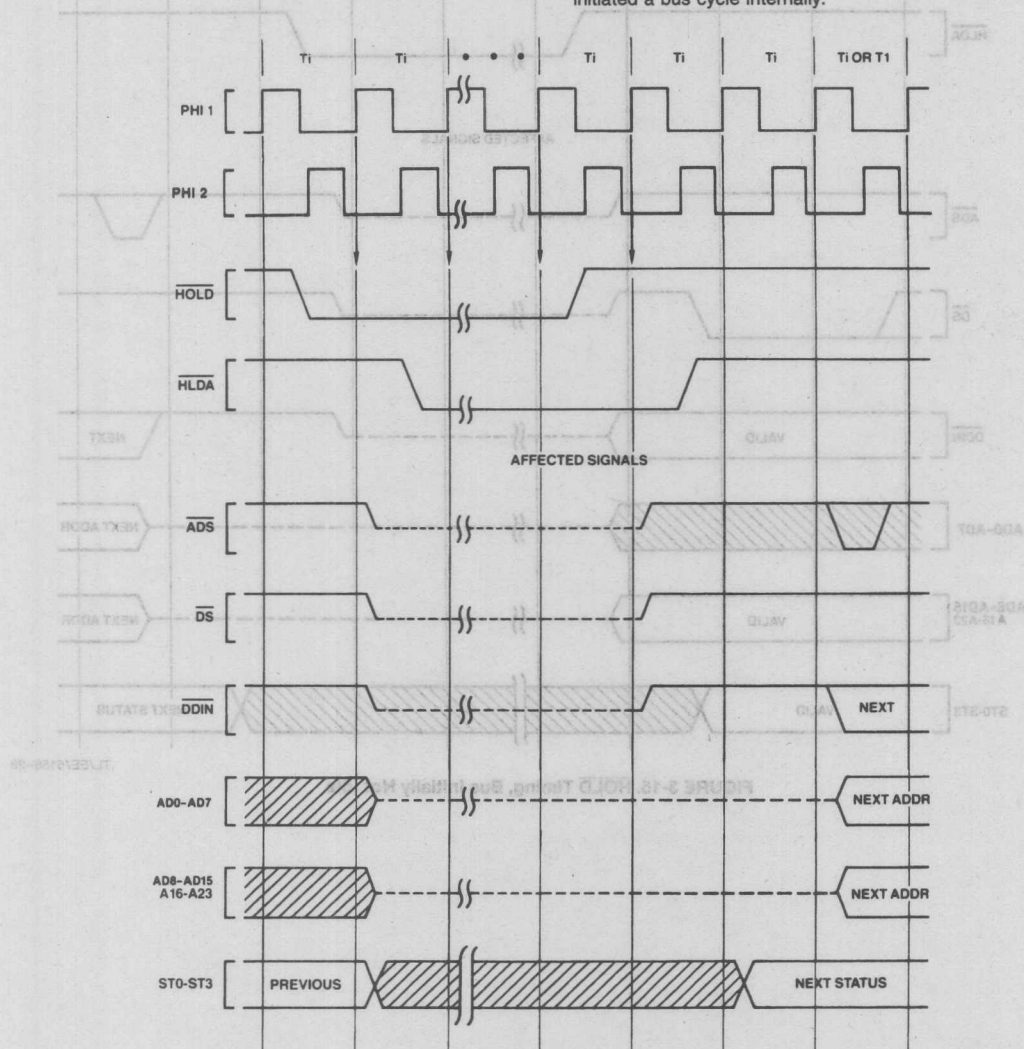 initiated a bus cycle internally.
Ti Ti • • • Ti Ti Ti Ti OR T1
PHI 1
PHI 2
HOLD
HLDA
AFFECTED SIGNALS
ADS
DS
DDIN NEXT
AD0-AD7 NEXT ADDR
AD8-AD15
A16-A23 NEXT ADDR
ST0-ST3 PREVIOUS NEXT STATUS